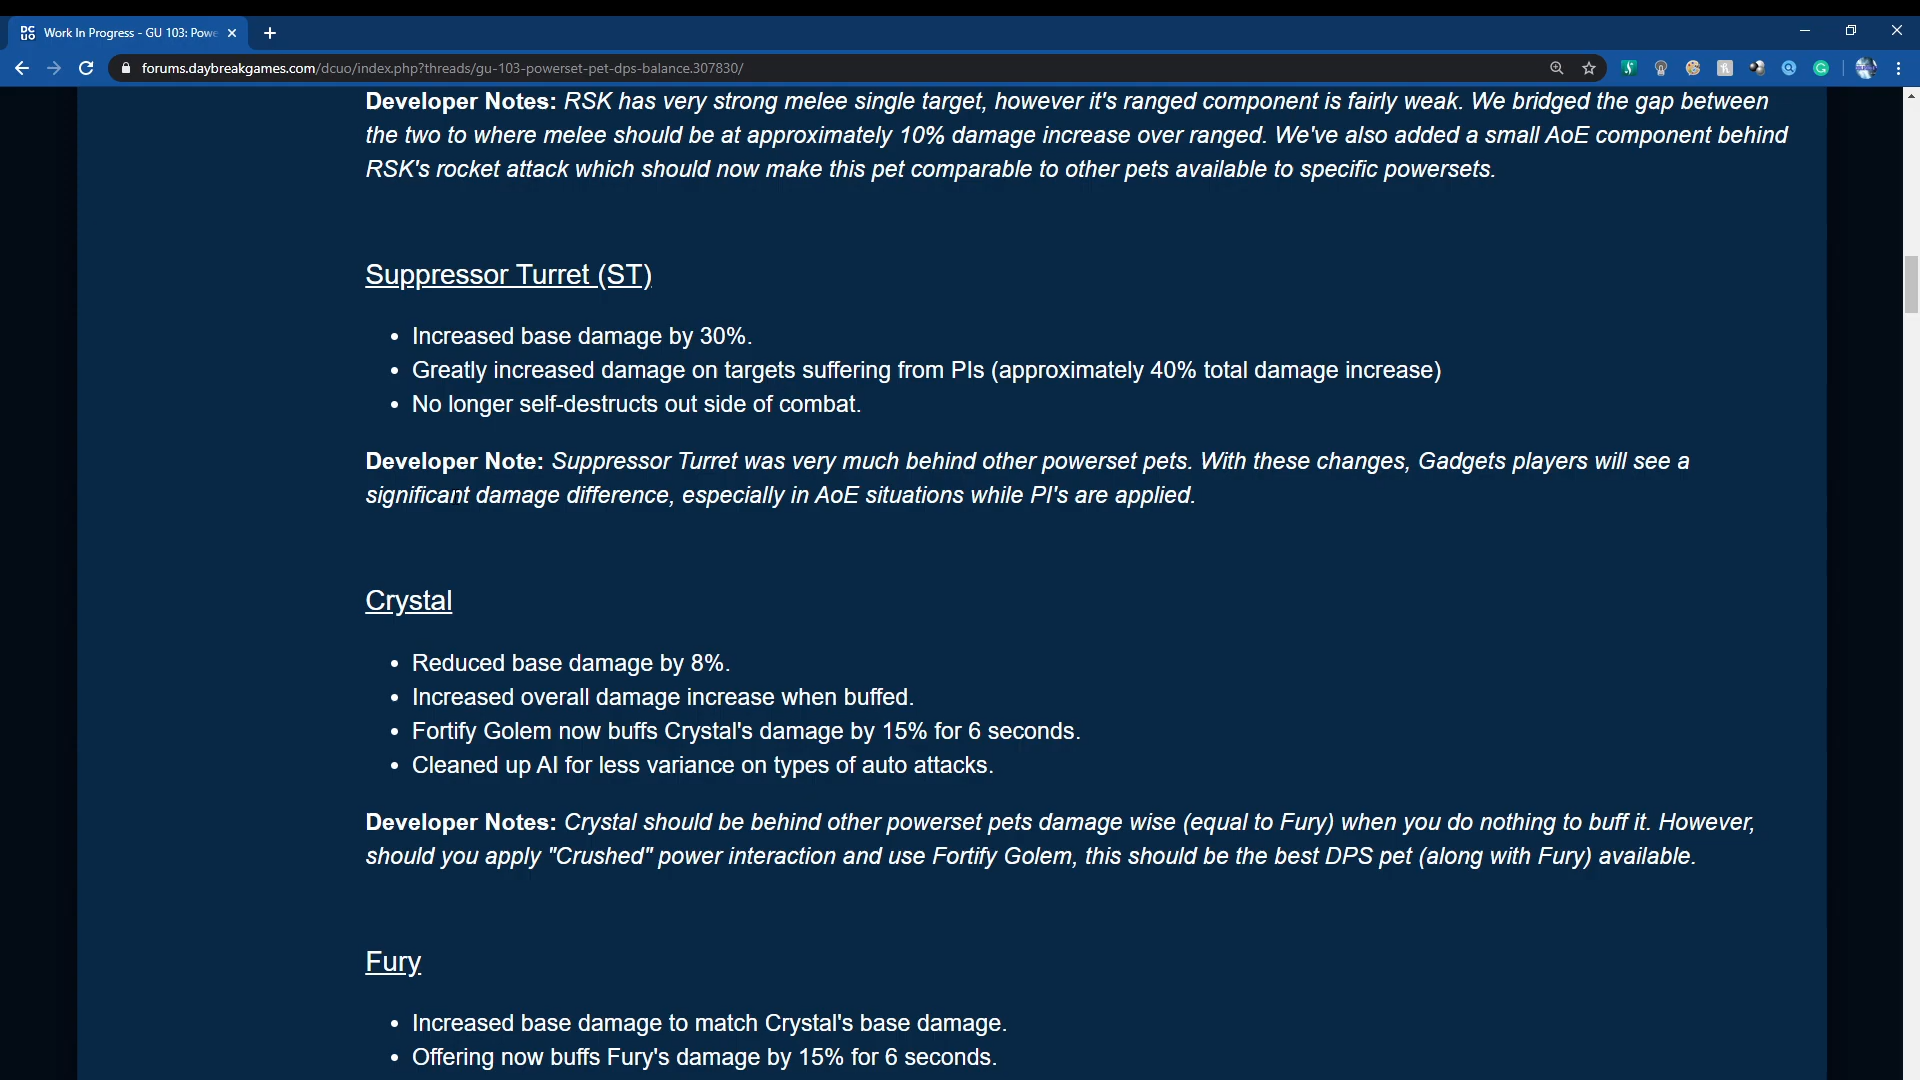 DC
UO
Work In Progress - GU 103: Powe
forums.daybreakgames.com/dcuo/index.php?threads/gu-103-powerset-pet-dps-balance.307830/
Developer Notes: RSK has very strong melee single target, however it's ranged component is fairly weak. We bridged the gap between
the two to where melee should be at approximately 10% damage increase over ranged. We've also added a small AoE component behind
RSK's rocket attack which should now make this pet comparable to other pets available to specific powersets.
Suppressor Turret (ST)
• Increased base damage by 30%.
• Greatly increased damage on targets suffering from PIs (approximately 40% total damage increase)
• No longer self-destructs out side of combat.
Developer Note: Suppressor Turret was very much behind other powerset pets. With these changes, Gadgets players will see a
significant damage difference, especially in AoE situations while PI's are applied.
Crystal
• Reduced base damage by 8%.
• Increased overall damage increase when buffed.
• Fortify Golem now buffs Crystal's damage by 15% for 6 seconds.
• Cleaned up AI for less variance on types of auto attacks.
Developer Notes: Crystal should be behind other powerset pets damage wise (equal to Fury) when you do nothing to buff it. However,
should you apply "Crushed" power interaction and use Fortify Golem, this should be the best DPS pet (along with Fury) available.
Fury
• Increased base damage to match Crystal's base damage.
• Offering now buffs Fury's damage by 15% for 6 seconds.